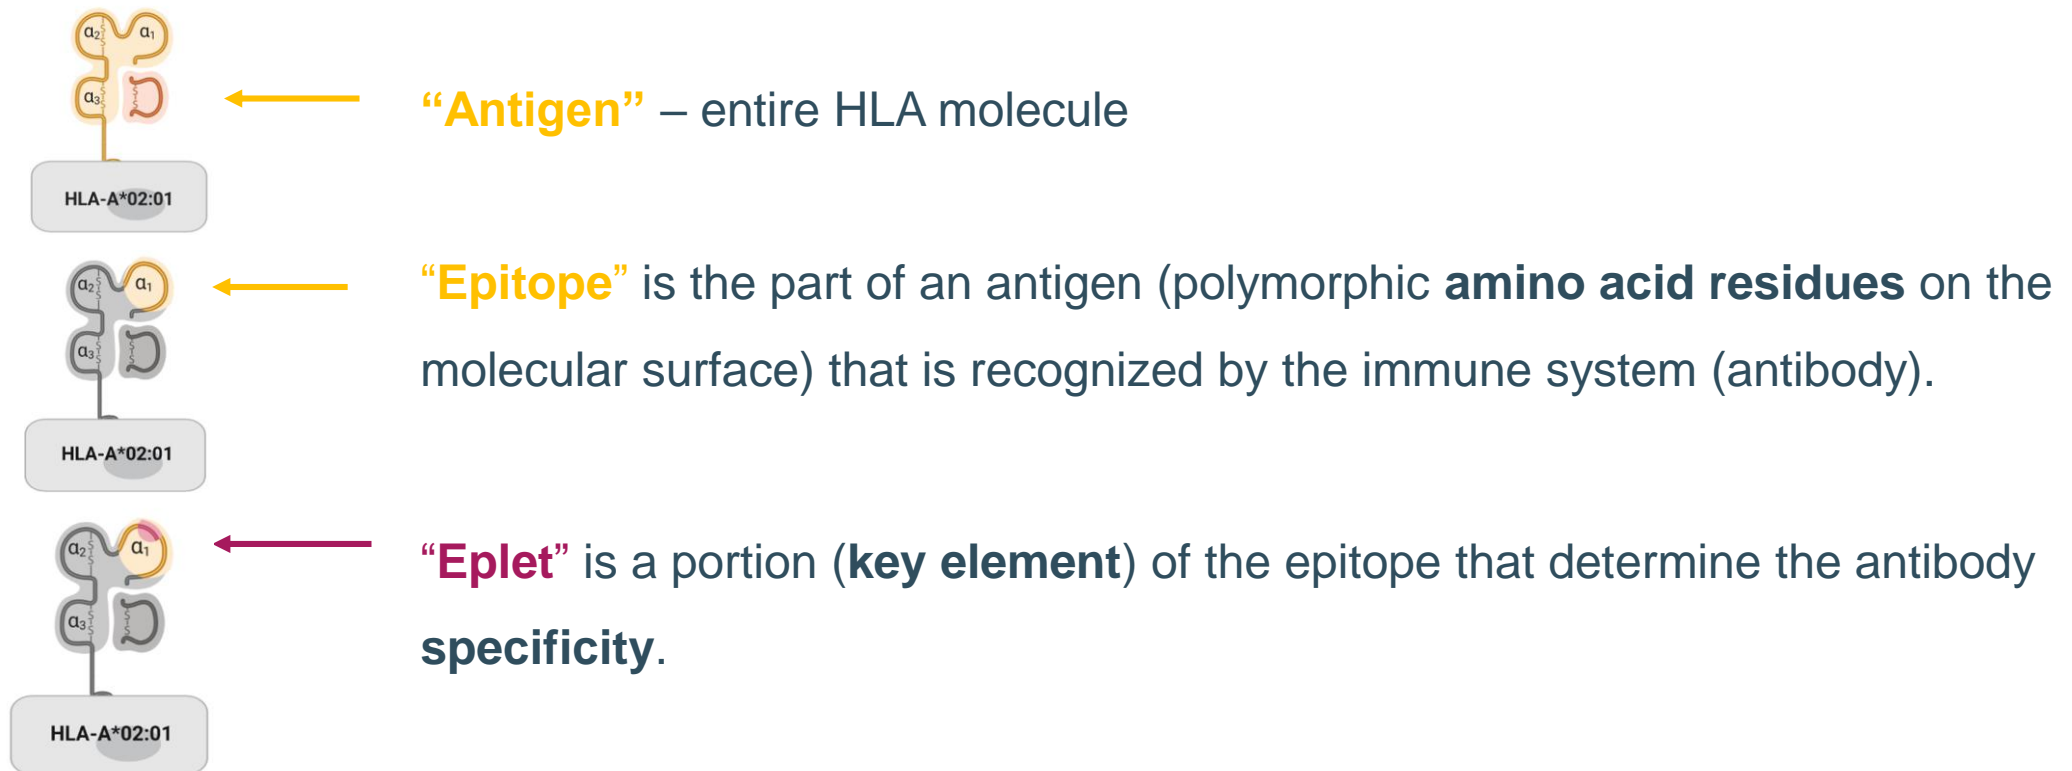 α₂ α₁
α₃
HLA-A*02:01
“Antigen” – entire HLA molecule
α₂ α₁
α₃
HLA-A*02:01
“Epitope” is the part of an antigen (polymorphic amino acid residues on the
molecular surface) that is recognized by the immune system (antibody).
α₂ α₁
α₃
HLA-A*02:01
“Eplet” is a portion (key element) of the epitope that determine the antibody
specificity.